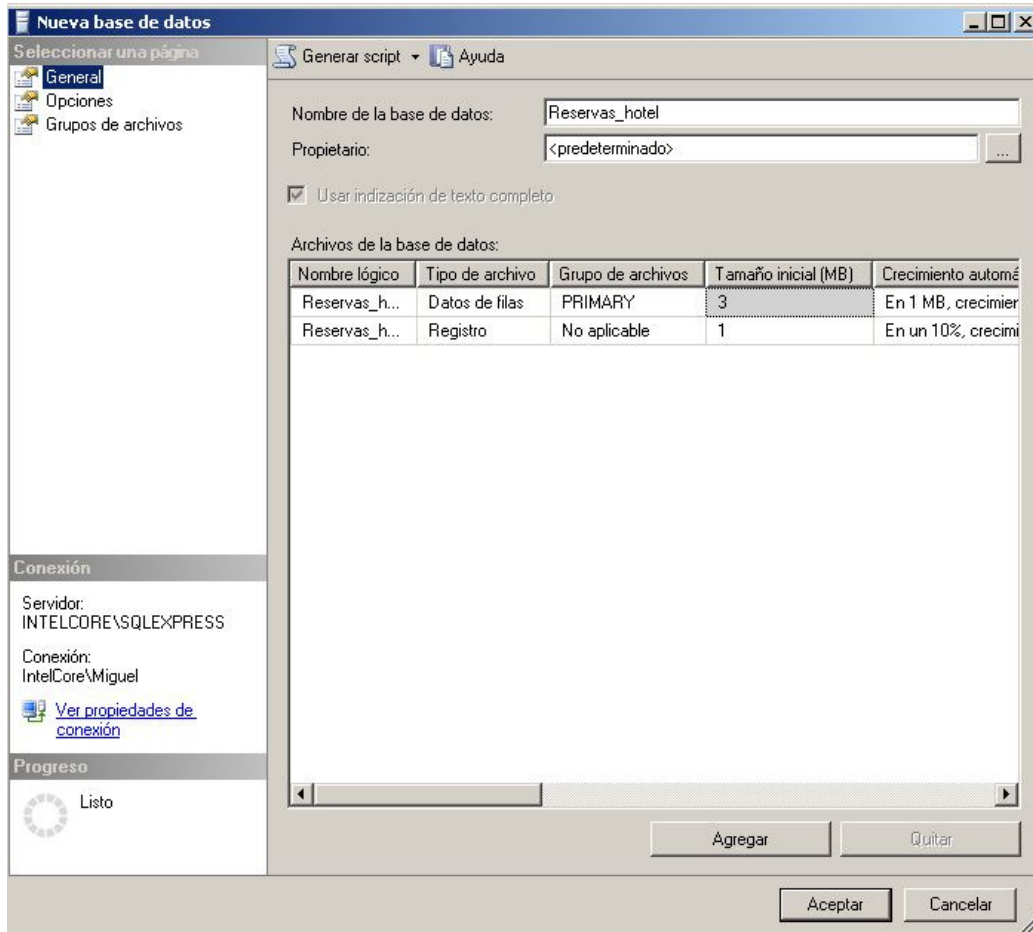 Nueva base de datos
Seleccionar una página
General
Opciones
Grupos de archivos
Generar script
Ayuda
Nombre de la base de datos:
Reservas_hotel
Propietario:
<predeterminado>
...
Usar indización de texto completo
Archivos de la base de datos:
Nombre lógico Tipo de archivo Grupo de archivos Tamaño inicial (MB) Crecimiento automá
Reservas_h... Datos de filas PRIMARY 3 En 1 MB, crecimier
Reservas_h... Registro No aplicable 1 En un 10%, crecimi
Conexión
Servidor:
INTELCORE\SQLEXPRESS
Conexión:
IntelCore\Miguel
Ver propiedades de
conexión
Progreso
Listo
Agregar
Quitar
Aceptar
Cancelar